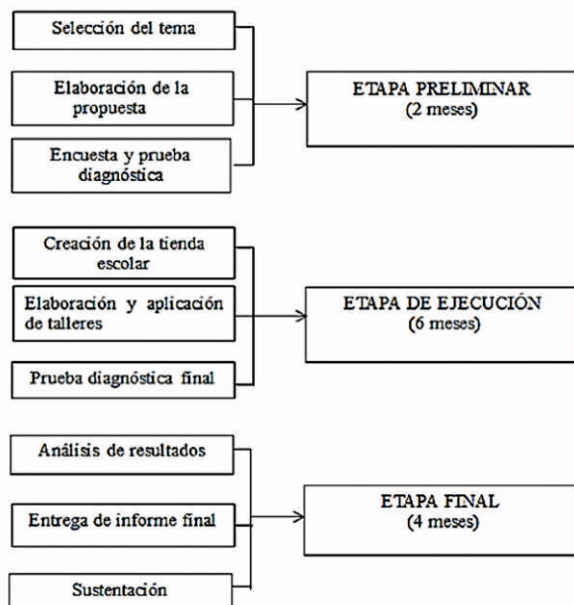 Selección del tema
Elaboración de la
propuesta
Encuesta y prueba
diagnóstica
ETAPA PRELIMINAR
(2 meses)
Creación de la tienda
escolar
Elaboración y aplicación
de talleres
Prueba diagnóstica final
ETAPA DE EJECUCIÓN
(6 meses)
Análisis de resultados
Entrega de informe final
Sustentación
ETAPA FINAL
(4 meses)